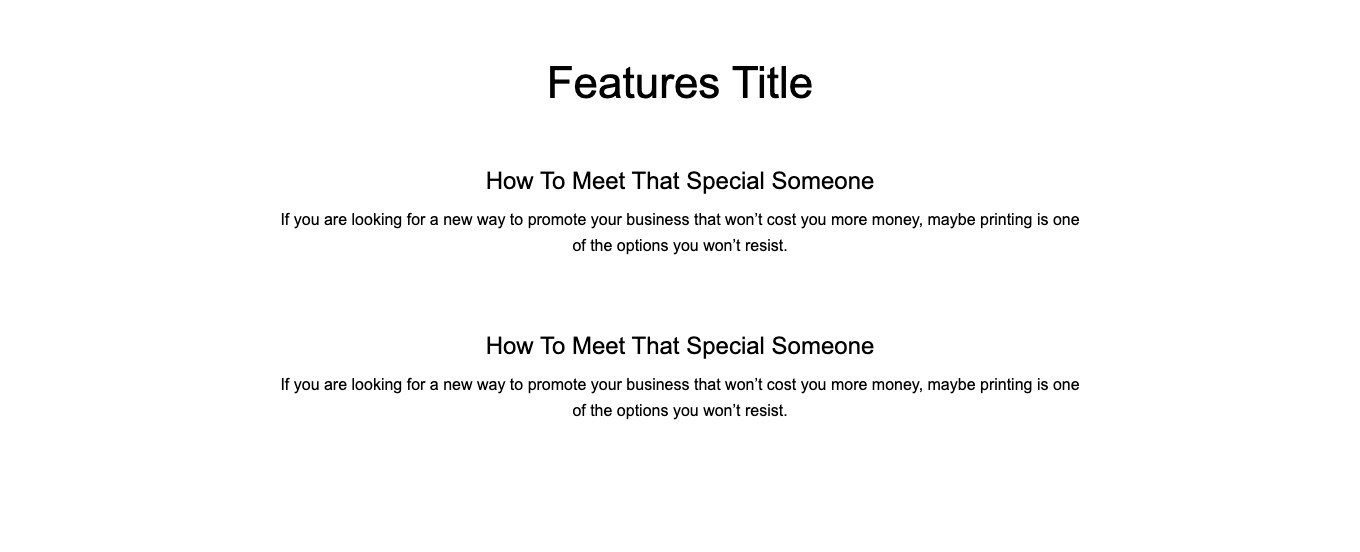 Features Title
How To Meet That Special Someone
If you are looking for a new way to promote your business that won’t cost you more money, maybe printing is one
of the options you won’t resist.
How To Meet That Special Someone
If you are looking for a new way to promote your business that won’t cost you more money, maybe printing is one
of the options you won’t resist.